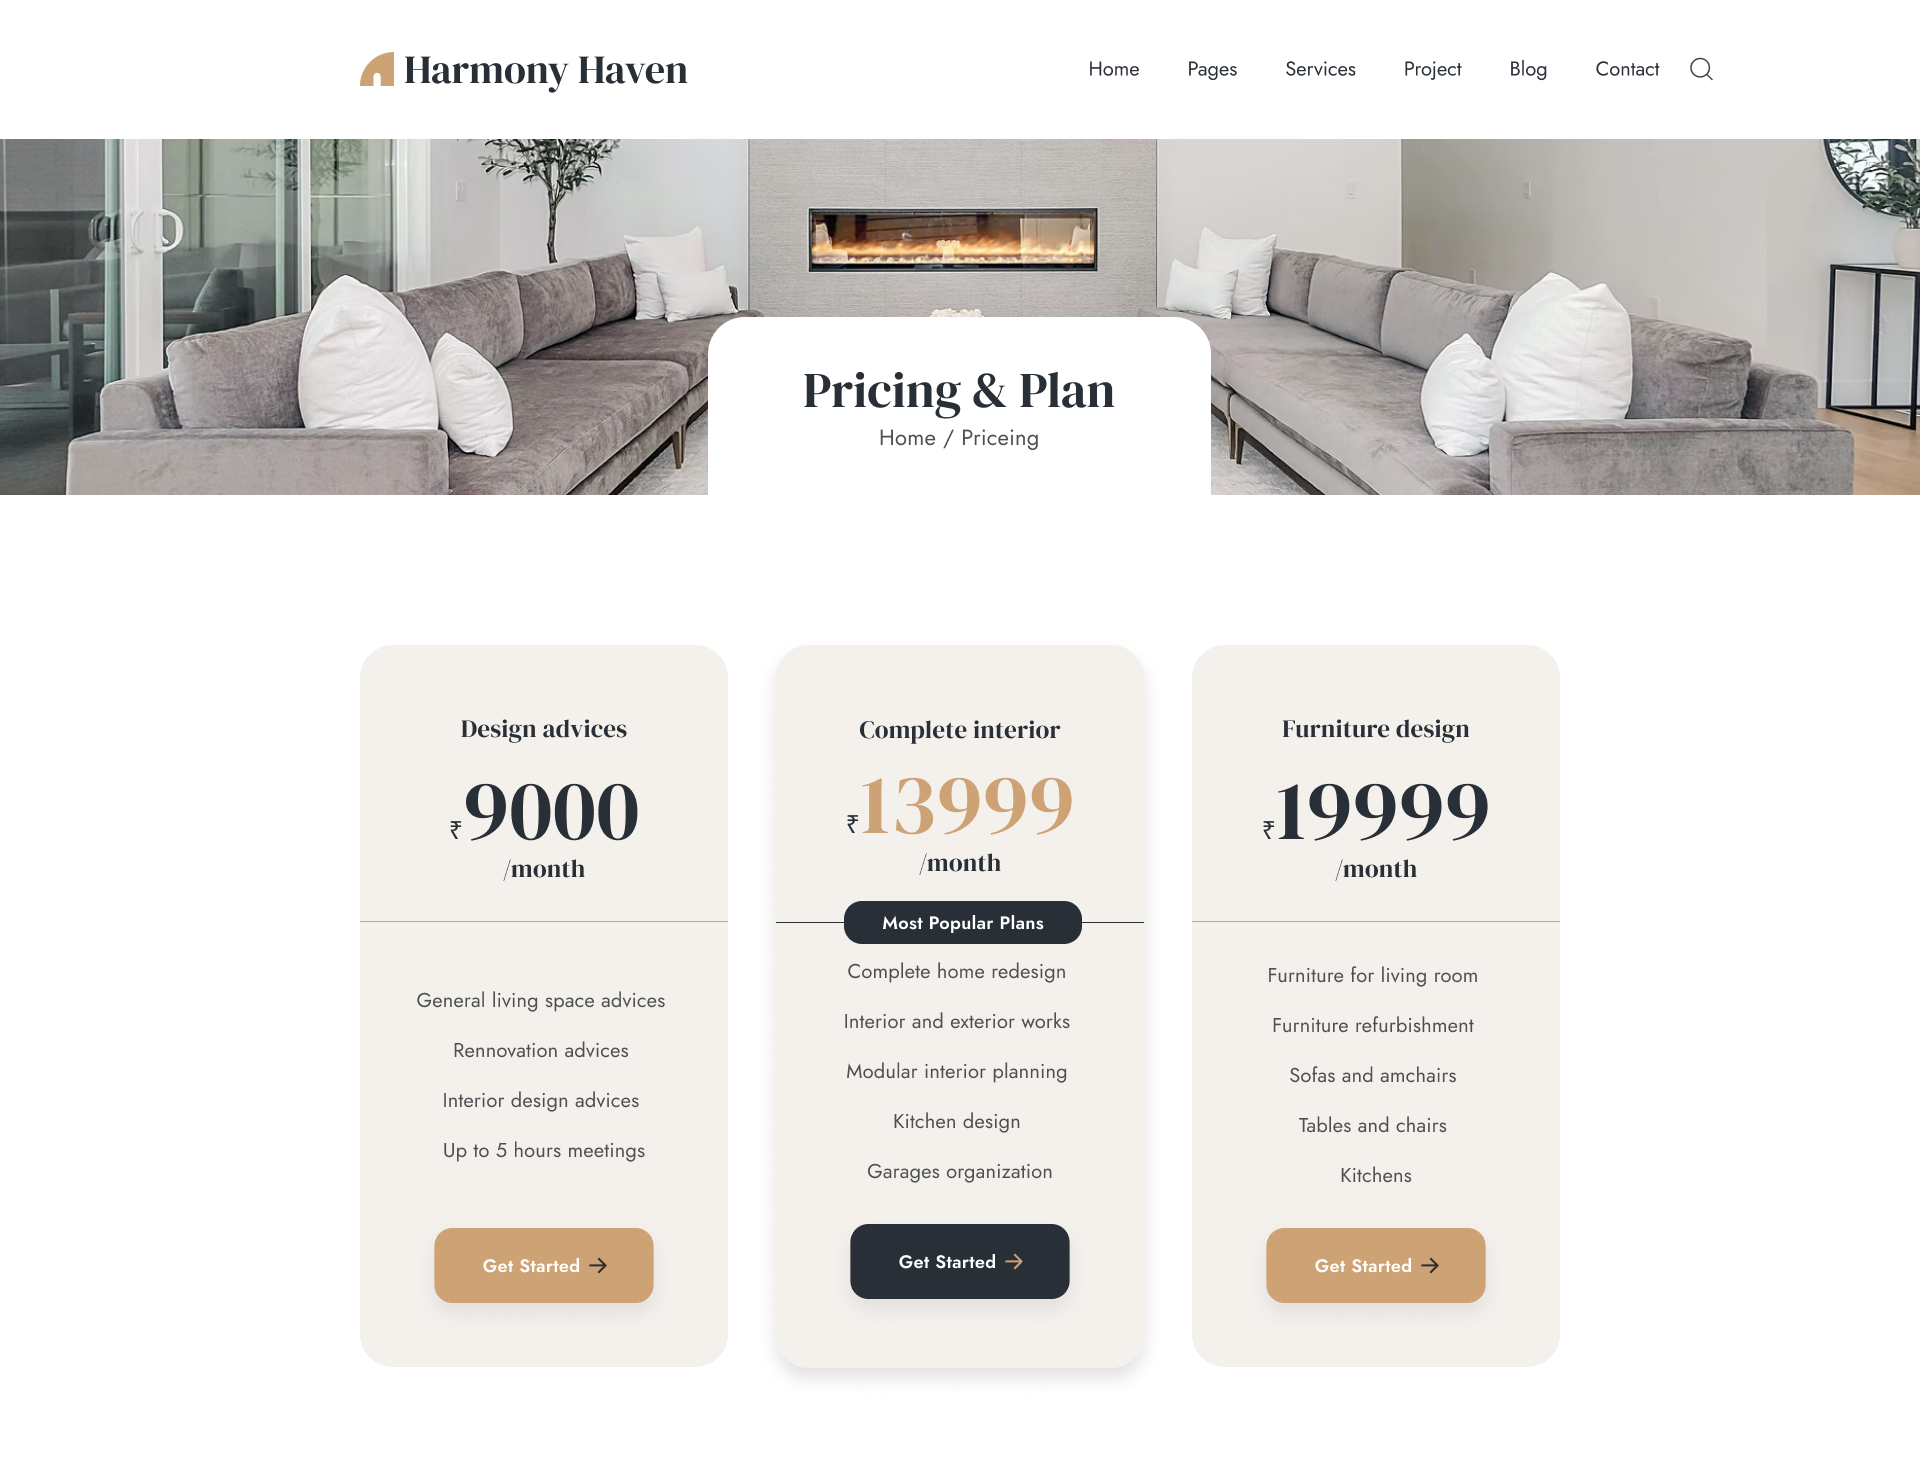 Harmony Haven
Home Pages Services Project Blog Contact
Pricing & Plan
Home / Priceing
Design advices
₹9000
/month
General living space advices
Rennovation advices
Interior design advices
Up to 5 hours meetings
Get Started
Complete interior
₹13999
/month
Most Popular Plans
Complete home redesign
Interior and exterior works
Modular interior planning
Kitchen design
Garages organization
Get Started
Furniture design
₹19999
/month
Furniture for living room
Furniture refurbishment
Sofas and amchairs
Tables and chairs
Kitchens
Get Started